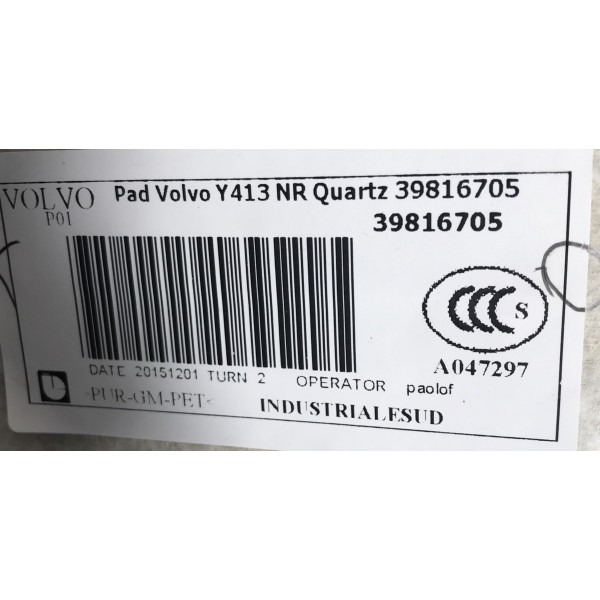 VOLVO Pad Volvo Y413 NR Quartz 39816705
P01 39816705
CCC S
A047297
DATE 20151201 TURN 2 OPERATOR paolof
-PUR-GM-PET<
INDUSTRIALESUD